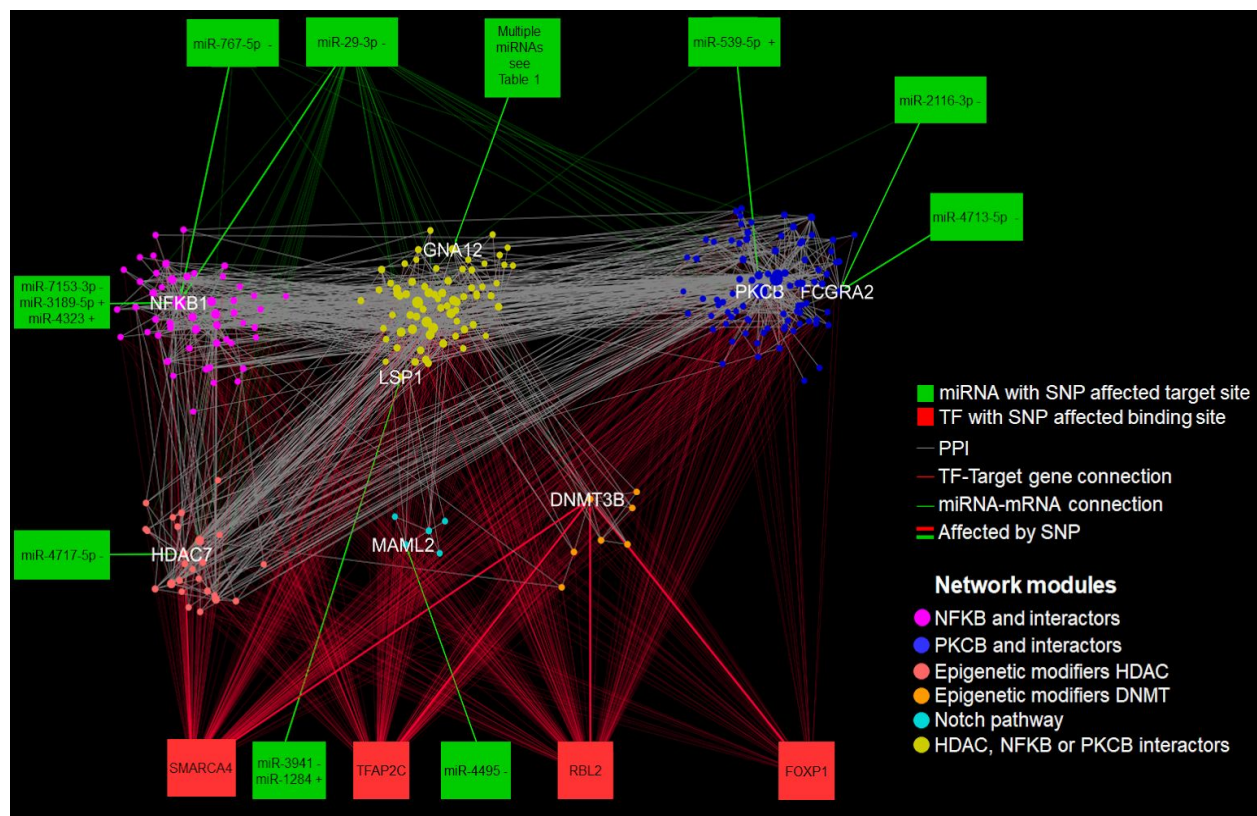 miR-767-5p -
miR-29-3p -
Multiple
miRNAs
see
Table 1
miR-539-5p +
miR-2116-3p -
miR-4713-5p -
GNA12
miR-7153-3p -
miR-3189-5p +
miR-4323 +
NFKB1
PKCB
FCGRA2
LSP1
miRNA with SNP affected target site
TF with SNP affected binding site
PPI
TF-Target gene connection
miRNA-mRNA connection
Affected by SNP
DNMT3B
MAML2
miR-4717-5p -
HDAC7
Network modules
NFKB and interactors
PKCB and interactors
Epigenetic modifiers HDAC
Epigenetic modifiers DNMT
Notch pathway
HDAC, NFKB or PKCB interactors
SMARCA4
miR-3941 -
miR-1284 +
TFAP2C
miR-4495 -
RBL2
FOXP1